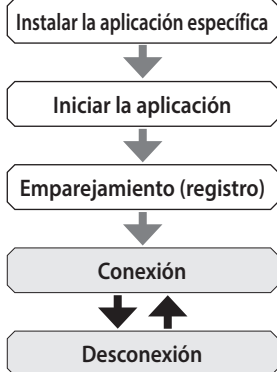 Instalar la aplicación específica
Iniciar la aplicación
Emparejamiento (registro)
Conexión
Desconexión